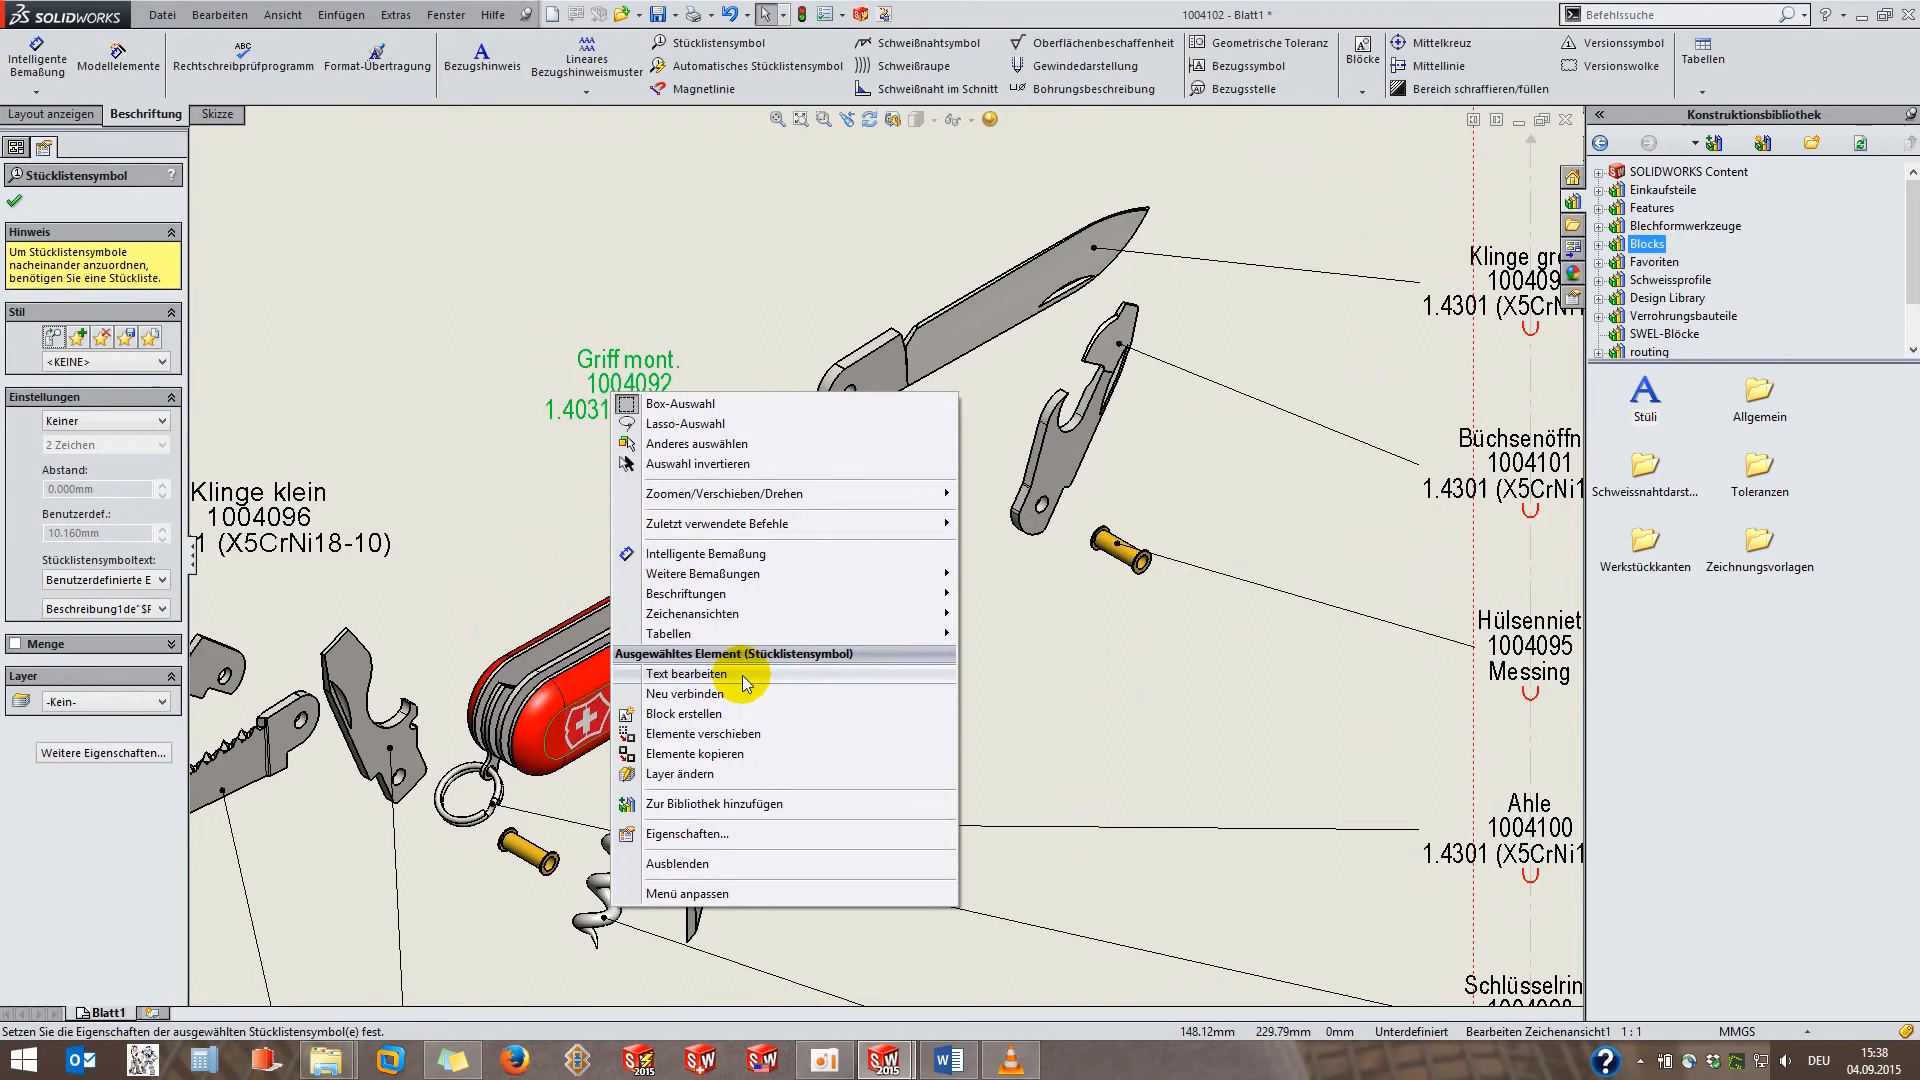 SOLIDWORKS
Datei Bearbeiten Ansicht Einfügen Extras Fenster Hilfe
1004102 - Blatt1 *
Befehlssuche
Intelligente Bemaßung
Modellelemente
Rechtschreibprüfprogramm
Format-Übertragung
Bezugshinweis
Lineares Bezugshinweismuster
Stücklistensymbol
Automatisches Stücklistensymbol
Magnetlinie
Schweißnahtsymbol
Schweißraupe
Schweißnaht im Schnitt
Oberflächenbeschaffenheit
Gewindedarstellung
Bohrungsbeschreibung
Geometrische Toleranz
Bezugssymbol
Bezugsstelle
Blöcke
Mittelkreuz
Mittellinie
Bereich schraffieren/füllen
Versionssymbol
Versionswolke
Tabellen
Layout anzeigen Beschriftung Skizze
Stücklistensymbol ?
Hinweis
Um Stücklistensymbole
nacheinander anzuordnen,
benötigen Sie eine Stückliste.
Stil
<KEINE>
Einstellungen
Keiner
2 Zeichen
Abstand:
0.000mm
Benutzerdef.:
10.160mm
Stücklistensymboltext:
Benutzerdefinierte E
Beschreibung1de"$F
Menge
Layer
-Kein-
Weitere Eigenschaften...
Griff mont.
1004092
1.4031
Klinge klein
1004096
1 (X5CrNi18-10)
Klinge gr
100409
1.4301 (X5CrN
Büchsenöffn
1004101
1.4301 (X5CrNi1
Hülsenniet
1004095
Messing
Ahle
1004100
1.4301 (X5CrNi1
Schlüsselrin
Box-Auswahl
Lasso-Auswahl
Anderes auswählen
Auswahl invertieren
Zoomen/Verschieben/Drehen
Zuletzt verwendete Befehle
Intelligente Bemaßung
Weitere Bemaßungen
Beschriftungen
Zeichenansichten
Tabellen
Ausgewähltes Element (Stücklistensymbol)
Text bearbeiten
Neu verbinden
Block erstellen
Elemente verschieben
Elemente kopieren
Layer ändern
Zur Bibliothek hinzufügen
Eigenschaften...
Ausblenden
Menü anpassen
Konstruktionsbibliothek
SOLIDWORKS Content
Einkaufsteile
Features
Blechformwerkzeuge
Blocks
Favoriten
Schweissprofile
Design Library
Verrohrungsbauteile
SWEL-Blöcke
routing
Stüli Allgemein
Schweissnahtdarst... Toleranzen
Werkstückkanten Zeichnungsvorlagen
Blatt1
Setzen Sie die Eigenschaften der ausgewählten Stücklistensymbol(e) fest.
148.12mm 229.79mm 0mm Unterdefiniert Bearbeiten Zeichenansicht1 1 : 1 MMGS
DEU
15:38
04.09.2015